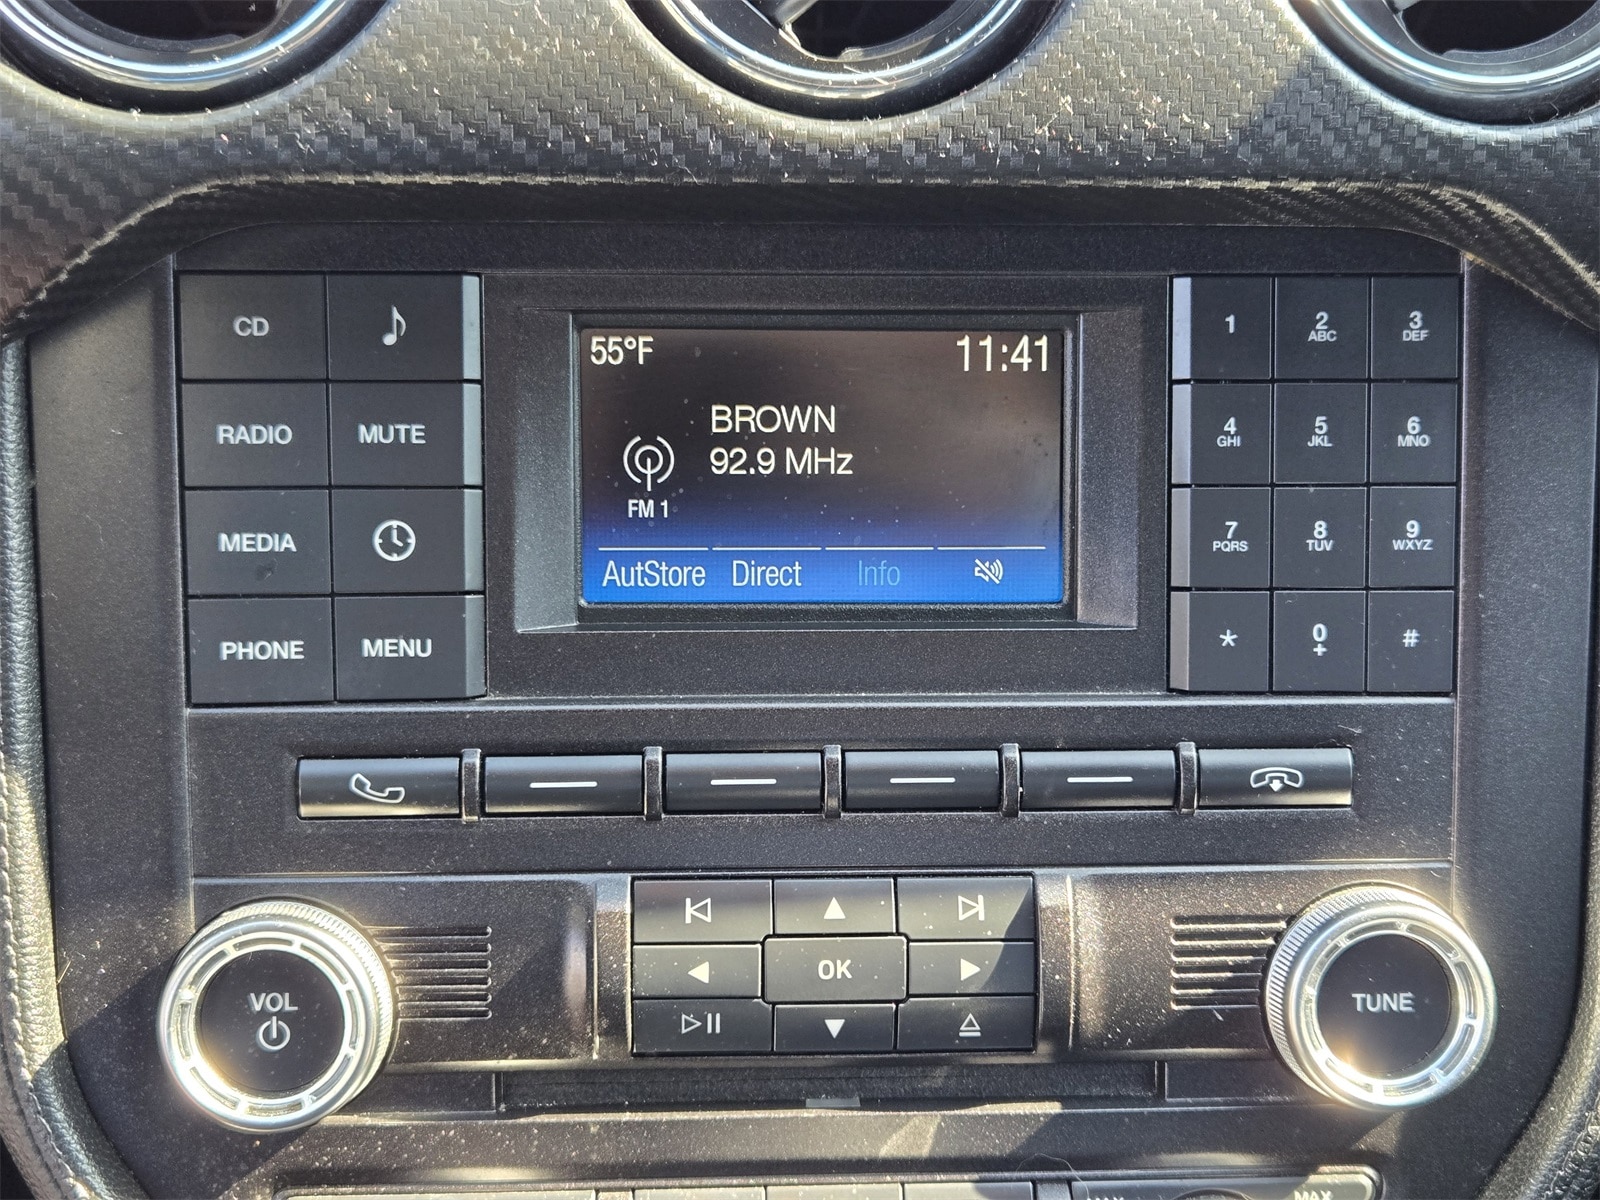 55°F 11:41
BROWN
92.9 MHz
FM 1
AutStore Direct Info
CD
RADIO MUTE
MEDIA
PHONE MENU
1 2 ABC 3 DEF
4 GHI 5 JKL 6 MNO
7 PQRS 8 TUV 9 WXYZ
* 0 + #
OK
VOL
TUNE
MAX MAX